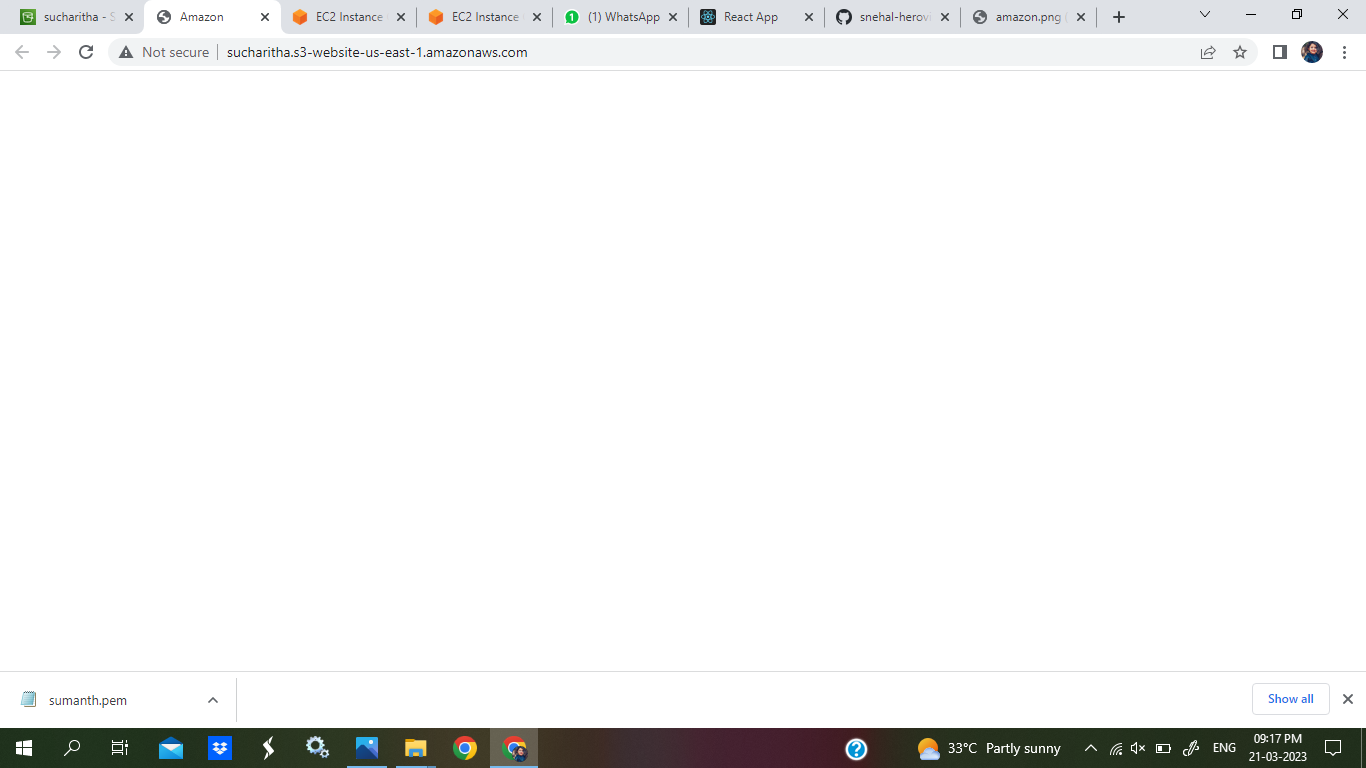 sucharitha - S
Amazon
EC2 Instance
EC2 Instance
1
(1) WhatsApp
React App
snehal-herovi
amazon.png (
Not secure
sucharitha.s3-website-us-east-1.amazonaws.com
sumanth.pem
Show all
33°C Partly sunny
ENG
09:17 PM
21-03-2023